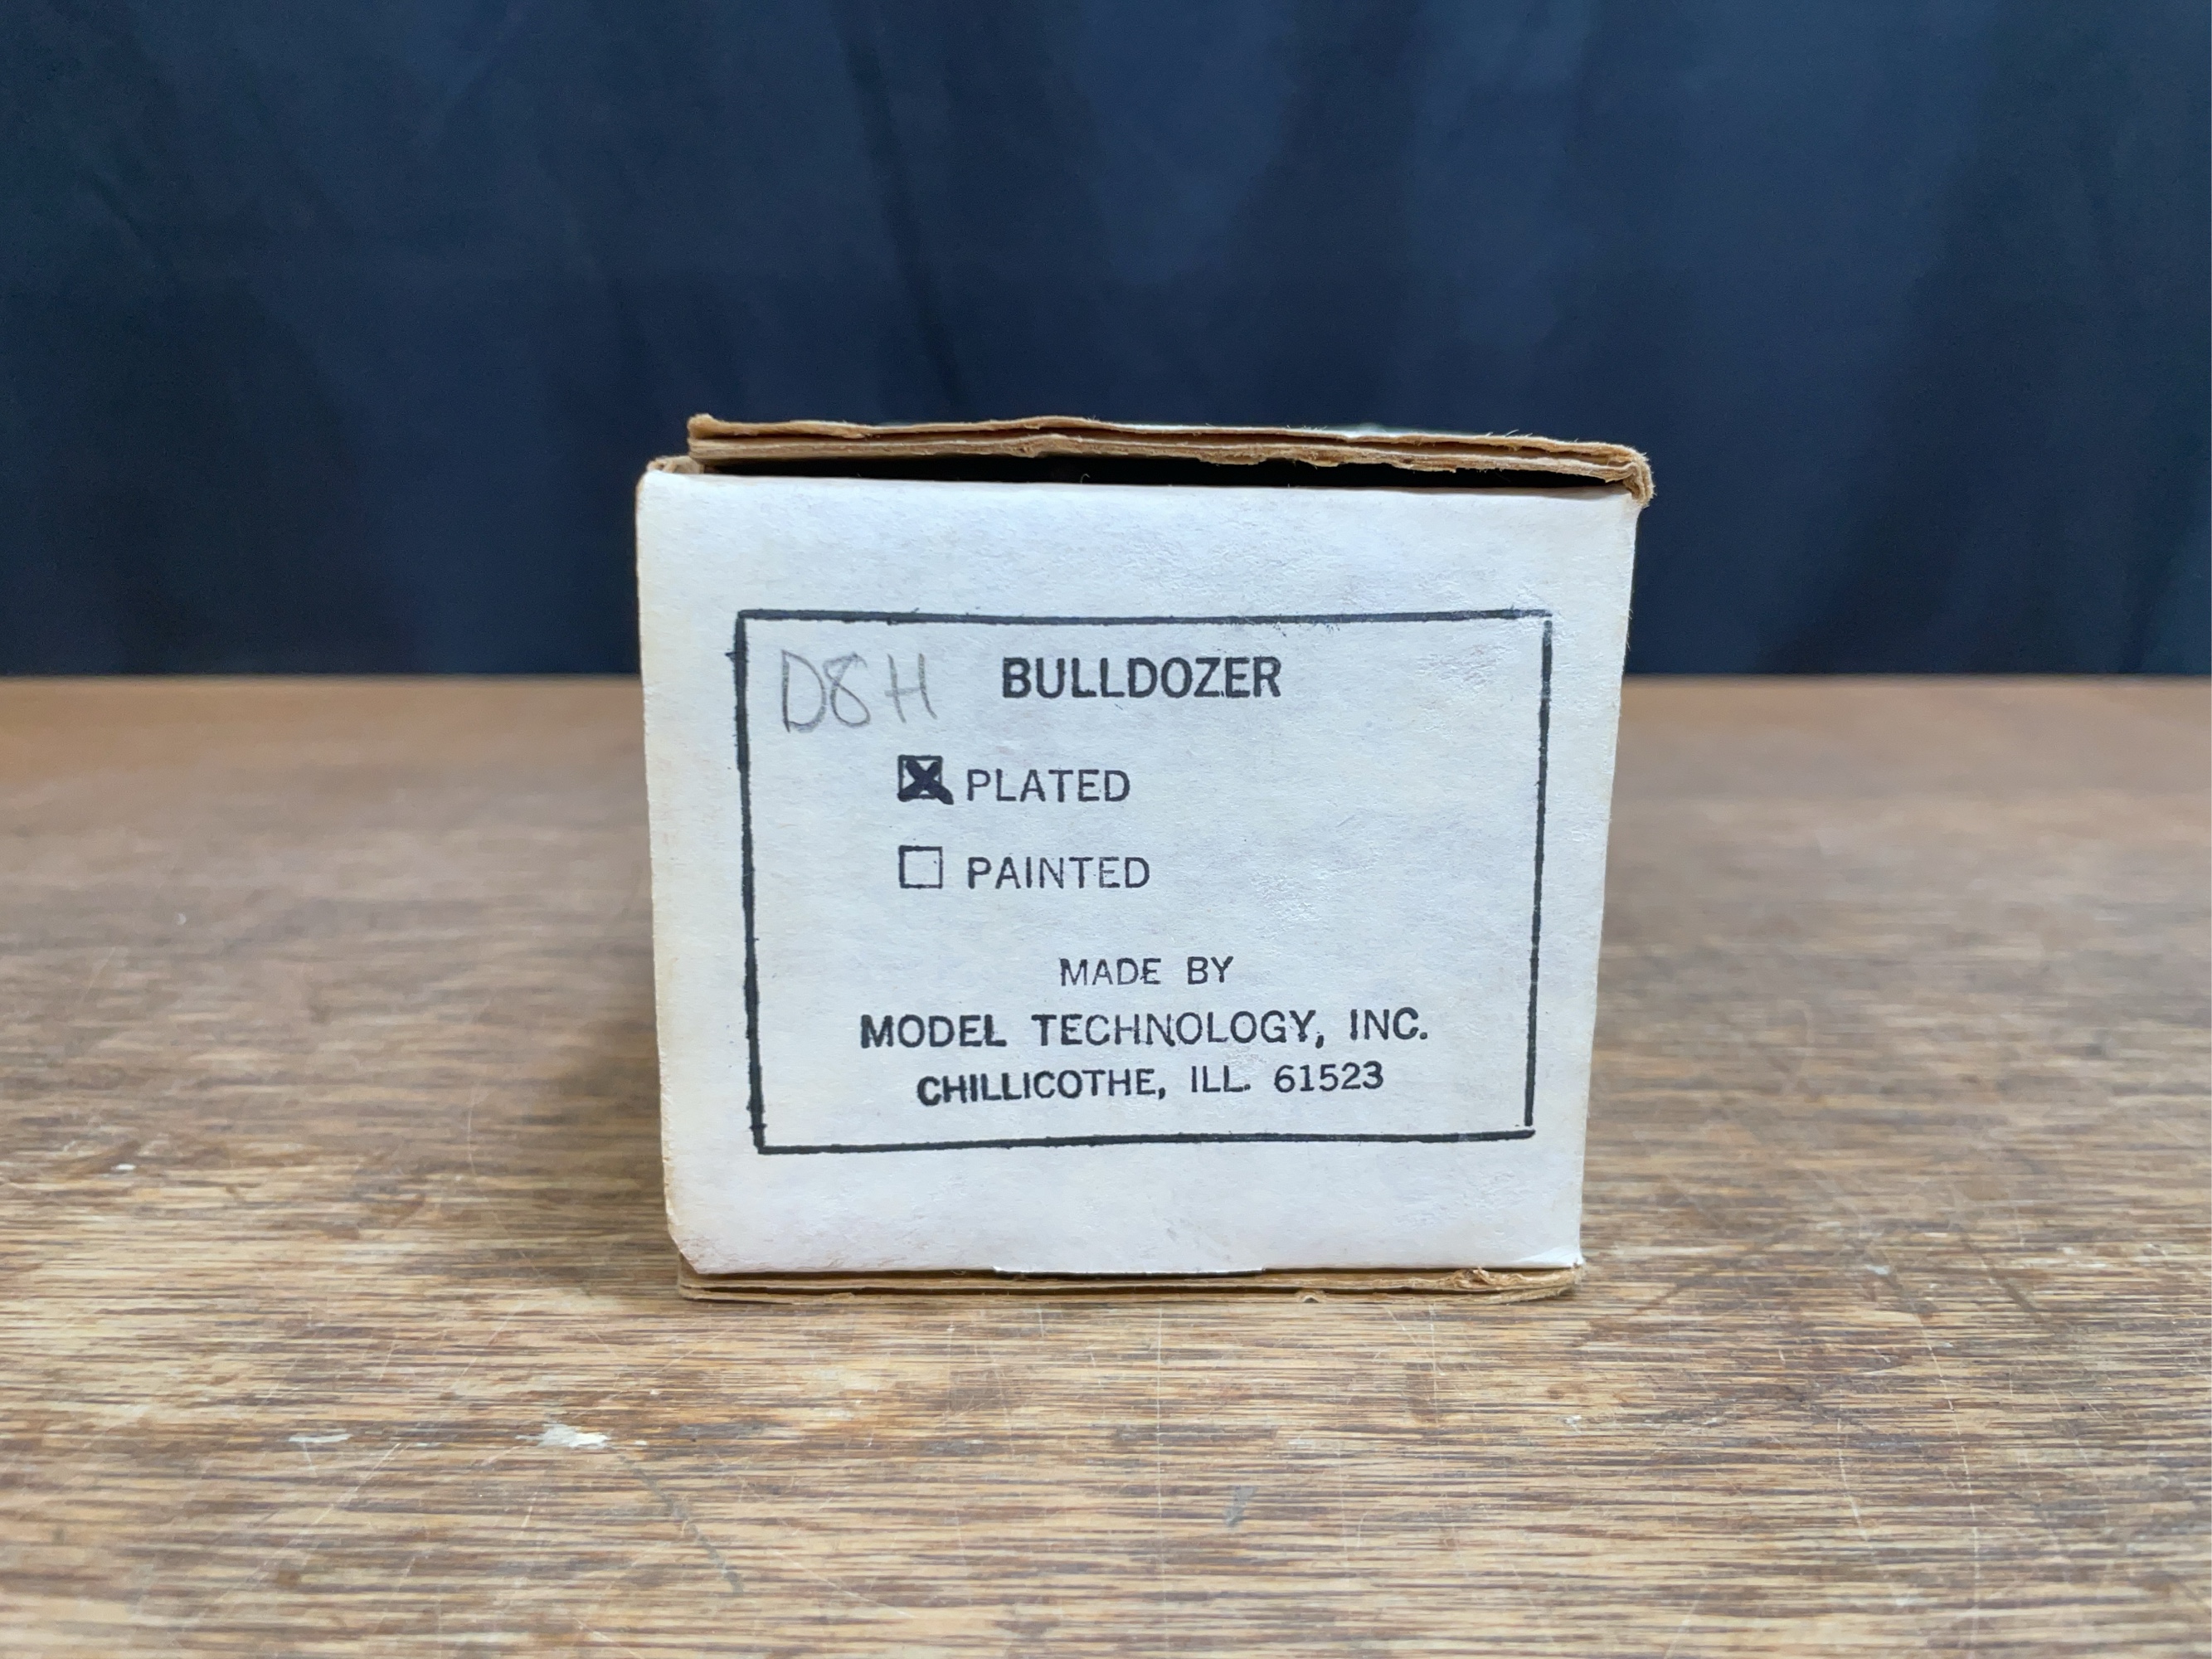 D8H BULLDOZER
☒ PLATED
☐ PAINTED
MADE BY
MODEL TECHNOLOGY, INC.
CHILLICOTHE, ILL. 61523